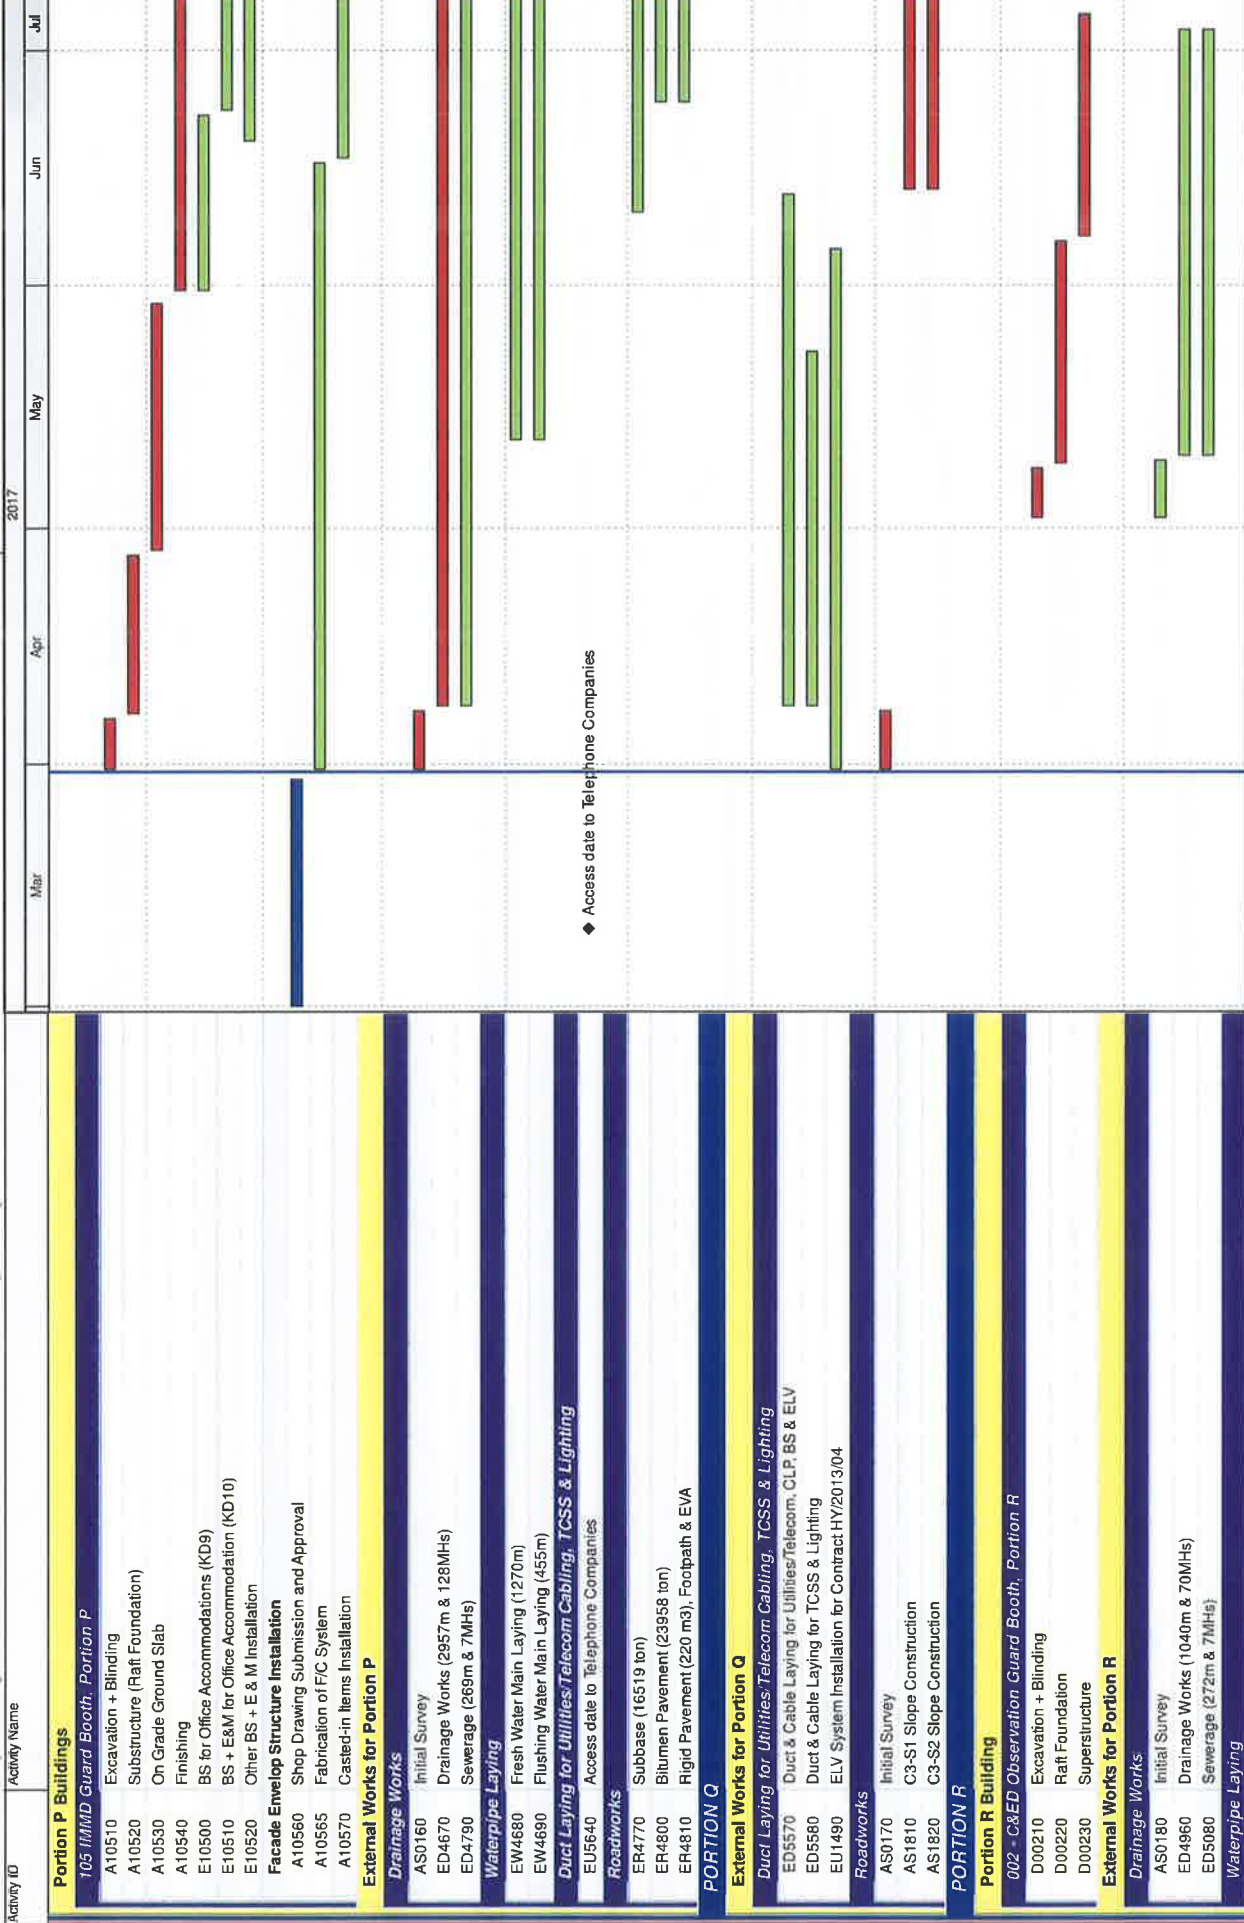 Activity ID Activity Name 2017
Mar Apr May Jun Jul
Portion P Buildings
105 IMMD Guard Booth, Portion P
A10510 Excavation + Blinding
A10520 Substructure (Raft Foundation)
A10530 On Grade Ground Slab
A10540 Finishing
E10500 BS for Office Accommodations (KD9)
E10510 BS + E&M for Office Accommodation (KD10)
E10520 Other BS + E & M Installation
Facade Envelop Structure Installation
A10560 Shop Drawing Submission and Approval
A10565 Fabrication of F/C System
A10570 Casted-in Items Installation
External Works for Portion P
Drainage Works
AS0160 Initial Survey
ED4670 Drainage Works (2957m & 128MHs)
ED4790 Sewerage (269m & 7MHs)
Waterpipe Laying
EW4680 Fresh Water Main Laying (1270m)
EW4690 Flushing Water Main Laying (455m)
Duct Laying for Utilities/Telecom Cabling, TCSS & Lighting
EU5640 Access date to Telephone Companies ◆ Access date to Telephone Companies
Roadworks
ER4770 Subbase (16519 ton)
ER4800 Bitumen Pavement (23958 ton)
ER4810 Rigid Pavement (220 m3), Footpath & EVA
PORTION Q
External Works for Portion Q
Duct Laying for Utilities/Telecom Cabling, TCSS & Lighting
ED5570 Duct & Cable Laying for Utilities/Telecom, CLP, BS & ELV
ED5580 Duct & Cable Laying for TCSS & Lighting
EU1490 ELV System Installation for Contract HY/2013/04
Roadworks
AS0170 Initial Survey
AS1810 C3-S1 Slope Construction
AS1820 C3-S2 Slope Construction
PORTION R
Portion R Building
002 - C&ED Observation Guard Booth, Portion R
D00210 Excavation + Blinding
D00220 Raft Foundation
D00230 Superstructure
External Works for Portion R
Drainage Works
AS0180 Initial Survey
ED4960 Drainage Works (1040m & 70MHs)
ED5080 Sewerage (272m & 7MHs)
Waterpipe Laying